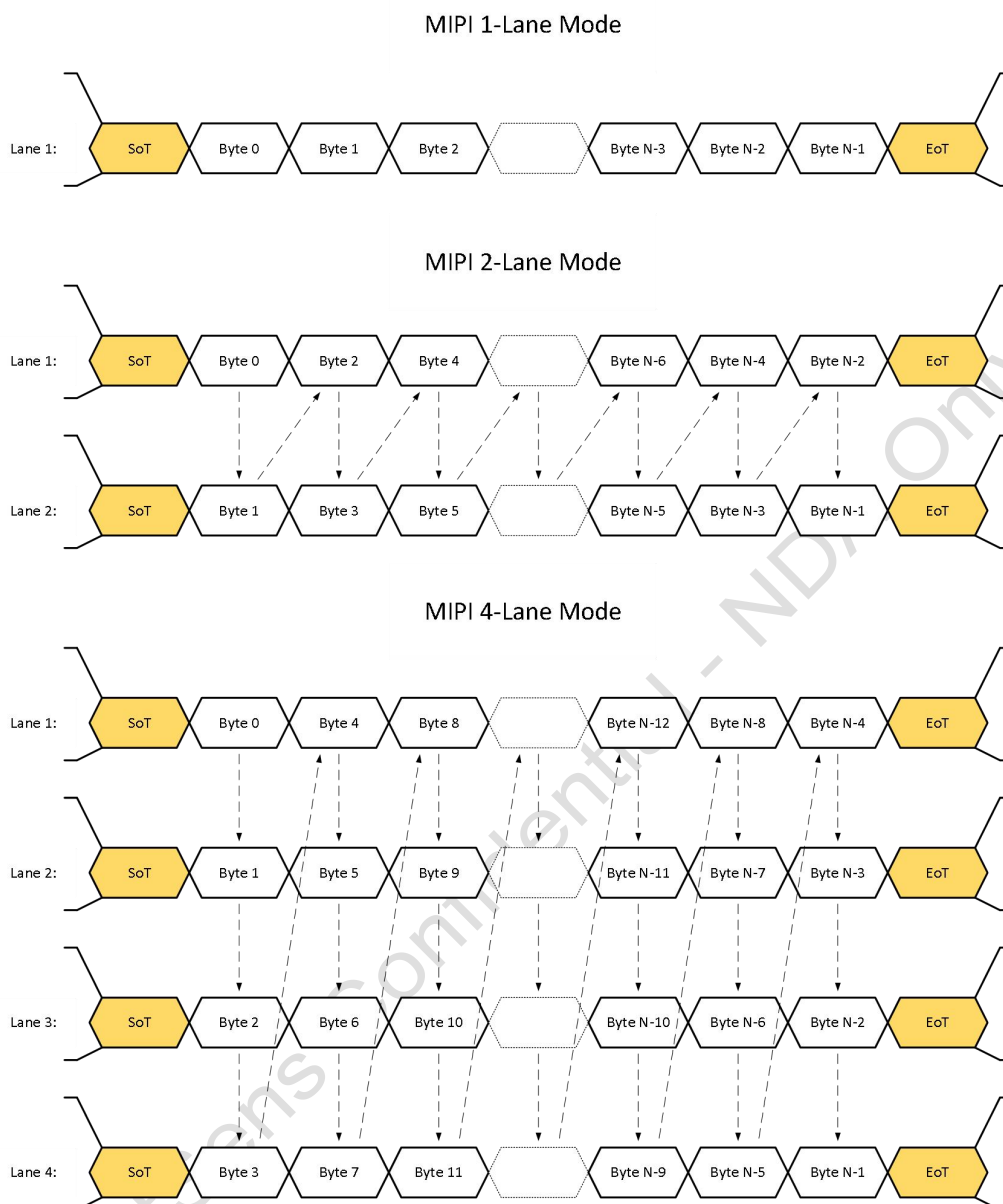 MIPI 1-Lane Mode
Lane 1: SoT Byte 0 Byte 1 Byte 2 Byte N-3 Byte N-2 Byte N-1 EoT
MIPI 2-Lane Mode
Lane 1: SoT Byte 0 Byte 2 Byte 4 Byte N-6 Byte N-4 Byte N-2 EoT
Lane 2: SoT Byte 1 Byte 3 Byte 5 Byte N-5 Byte N-3 Byte N-1 EoT
MIPI 4-Lane Mode
Lane 1: SoT Byte 0 Byte 4 Byte 8 Byte N-12 Byte N-8 Byte N-4 EoT
Lane 2: SoT Byte 1 Byte 5 Byte 9 Byte N-11 Byte N-7 Byte N-3 EoT
Lane 3: SoT Byte 2 Byte 6 Byte 10 Byte N-10 Byte N-6 Byte N-2 EoT
Lane 4: SoT Byte 3 Byte 7 Byte 11 Byte N-9 Byte N-5 Byte N-1 EoT
Confidential - NDA